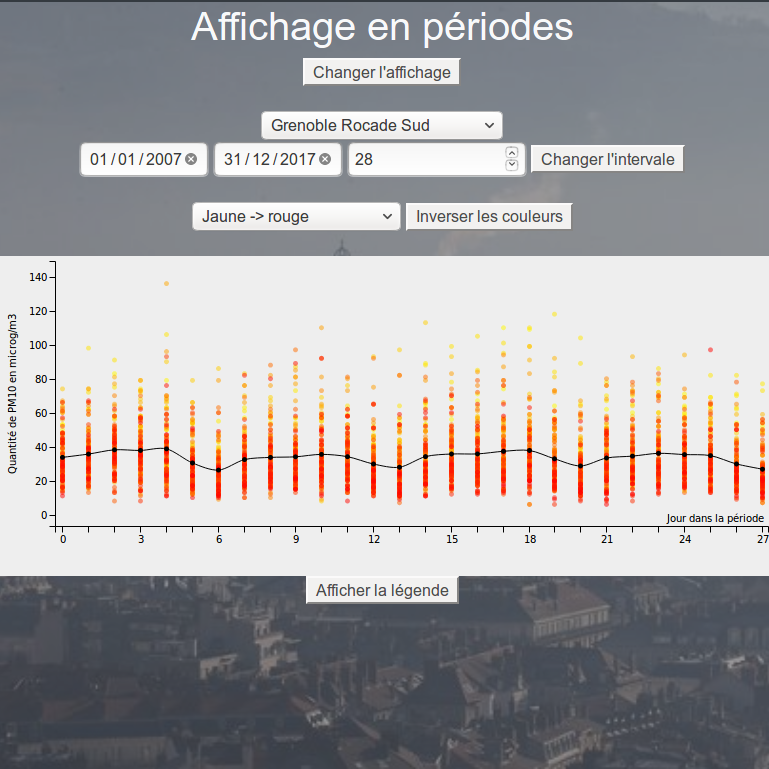 Affichage en périodes
Changer l'affichage
Grenoble Rocade Sud
01/01/2007 31/12/2017 28 Changer l'intervale
Jaune -> rouge Inverser les couleurs
140
120
100
80
60
40
20
0
Quantité de PM10 en microg/m3
Jour dans la période
0 3 6 9 12 15 18 21 24 27
Afficher la légende